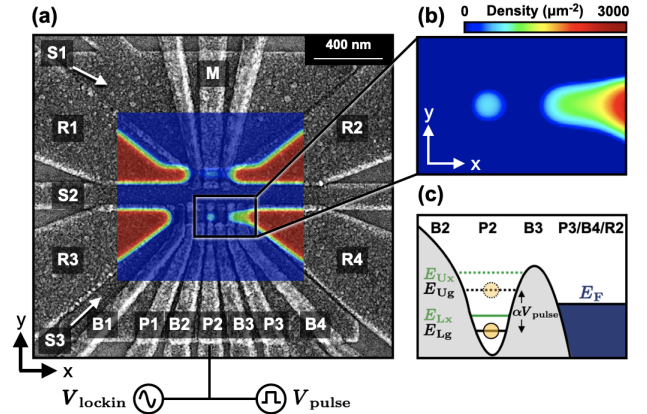 (a)
400 nm
S1
M
R1
R2
S2
R3
R4
S3
B1 P1 B2 P2 B3 P3 B4
y
x
V_lockin
V_pulse
(b)
0 Density (μm⁻²) 3000
y
x
(c)
B2 P2 B3 P3/B4/R2
E_Ux
E_Ug
E_Lx
E_Lg
αV_pulse
E_F